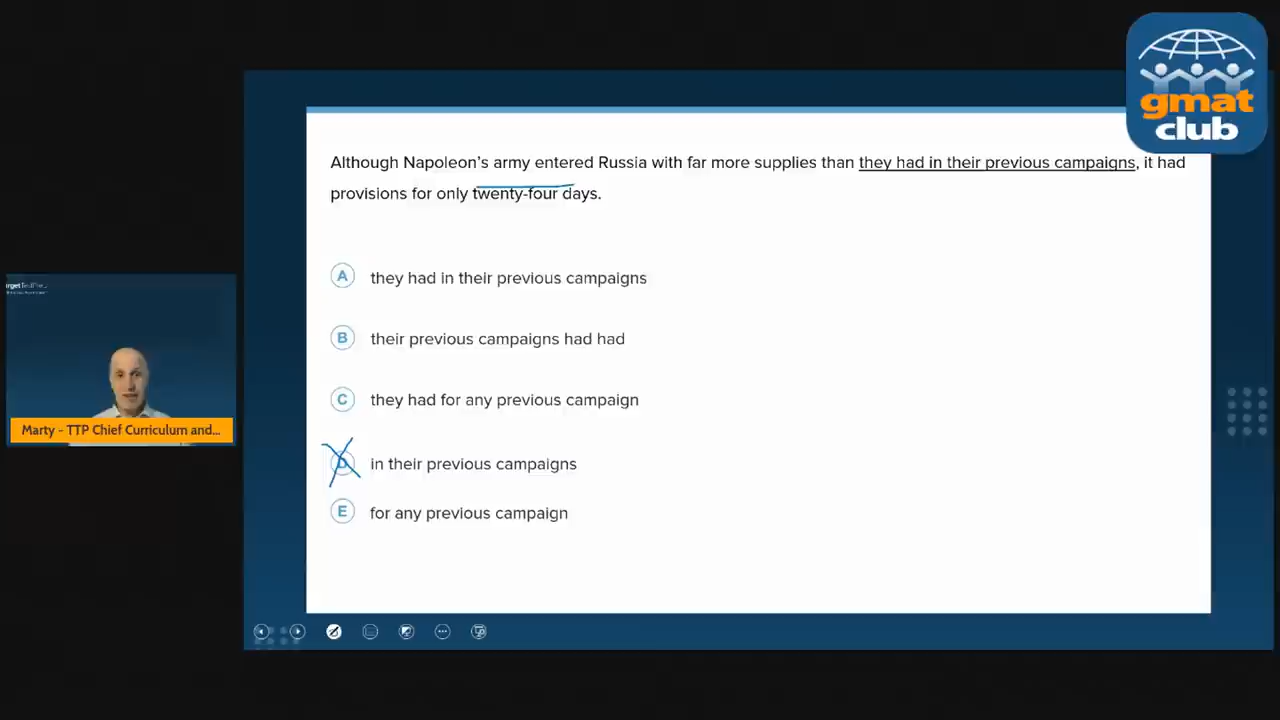 gmat
club
Although Napoleon's army entered Russia with far more supplies than they had in their previous campaigns, it had
provisions for only twenty-four days.
A they had in their previous campaigns
B their previous campaigns had had
C they had for any previous campaign
D in their previous campaigns
E for any previous campaign
Marty - TTP Chief Curriculum and...